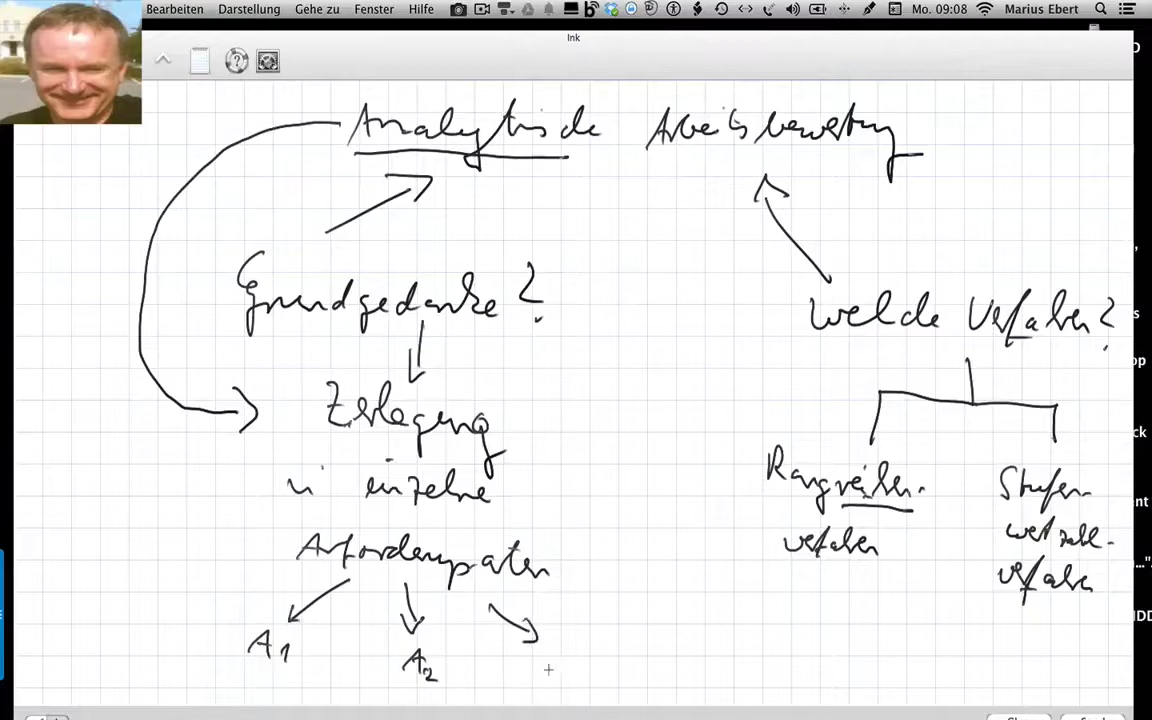 Bearbeiten Darstellung Gehe zu Fenster Hilfe Mo. 09:08 Marius Ebert
Ink
Analytische Arbeitsbewertung
Grundgedanke?
Welche Verfahren?
Zerlegung
in einzelne
Anforderungsarten
A1
A2
Rangreihen-
verfahren
Stufen-
wertzahl-
verfahren